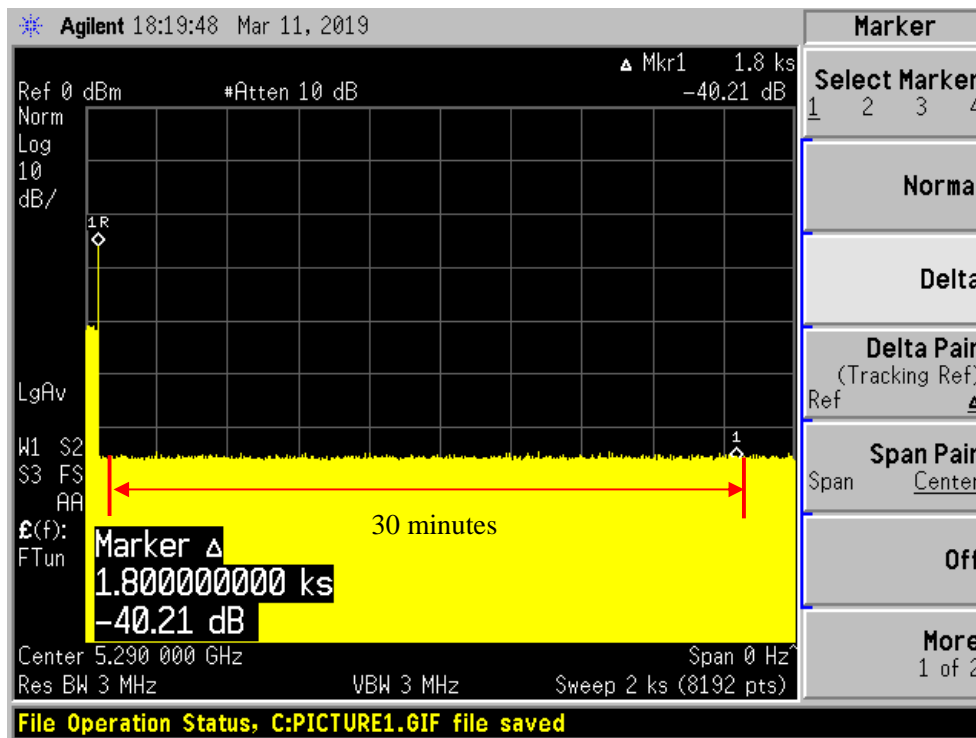 Agilent 18:19:48 Mar 11, 2019
Marker
Δ Mkr1 1.8 ks
Ref 0 dBm #Atten 10 dB -40.21 dB
Norm
Log
10
dB/
1R
LgAv
1
W1 S2
S3 FS
AA
£(f):
FTun
30 minutes
Marker Δ
1.800000000 ks
-40.21 dB
Center 5.290 000 GHz Span 0 Hz^
Res BW 3 MHz VBW 3 MHz Sweep 2 ks (8192 pts)
File Operation Status, C:PICTURE1.GIF file saved
Select Marker
1 2 3 4
Norma
Delta
Delta Pair
(Tracking Ref)
Ref Δ
Span Pair
Span Center
Off
More
1 of 2